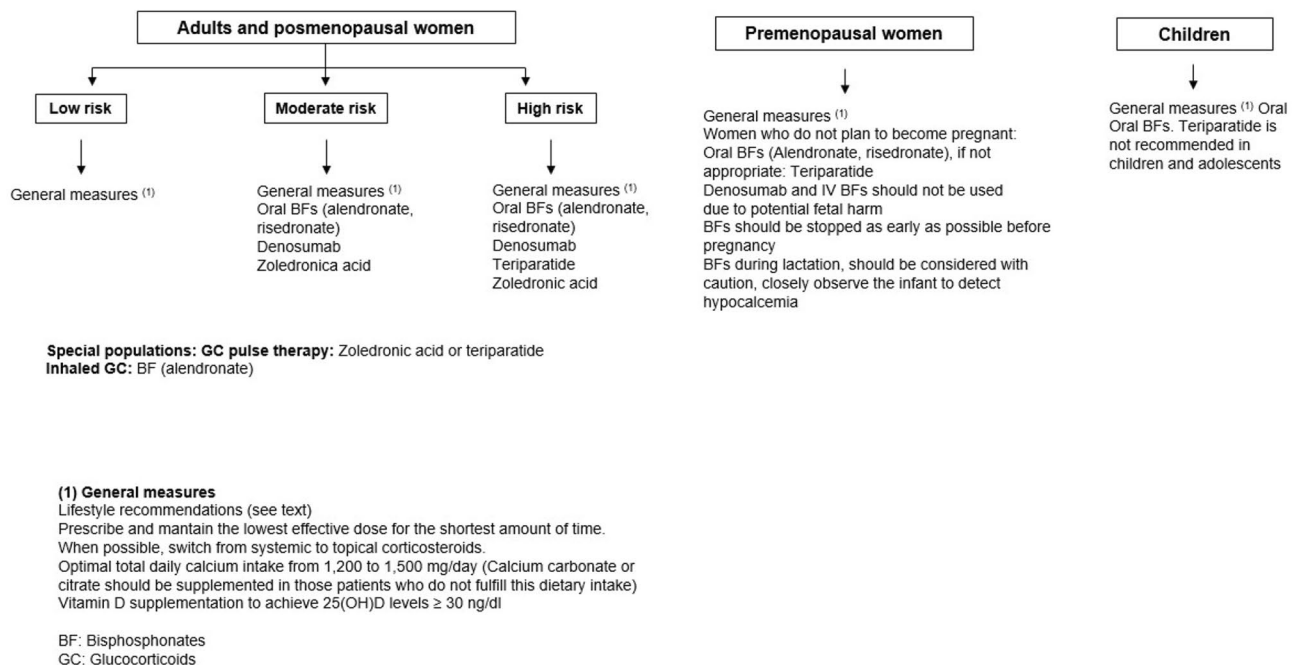 Adults and posmenopausal women
Low risk
General measures (1)
Moderate risk
General measures (1)
Oral BFs (alendronate,
risedronate)
Denosumab
Zoledronica acid
High risk
General measures (1)
Oral BFs (alendronate,
risedronate)
Denosumab
Teriparatide
Zoledronic acid
Premenopausal women
General measures (1)
Women who do not plan to become pregnant:
Oral BFs (Alendronate, risedronate), if not
appropriate: Teriparatide
Denosumab and IV BFs should not be used
due to potential fetal harm
BFs should be stopped as early as possible before
pregnancy
BFs during lactation, should be considered with
caution, closely observe the infant to detect
hypocalcemia
Children
General measures (1) Oral
Oral BFs. Teriparatide is
not recommended in
children and adolescents
Special populations: GC pulse therapy: Zoledronic acid or teriparatide
Inhaled GC: BF (alendronate)
(1) General measures
Lifestyle recommendations (see text)
Prescribe and mantain the lowest effective dose for the shortest amount of time.
When possible, switch from systemic to topical corticosteroids.
Optimal total daily calcium intake from 1,200 to 1,500 mg/day (Calcium carbonate or
citrate should be supplemented in those patients who do not fulfill this dietary intake)
Vitamin D supplementation to achieve 25(OH)D levels ≥ 30 ng/dl
BF: Bisphosphonates
GC: Glucocorticoids